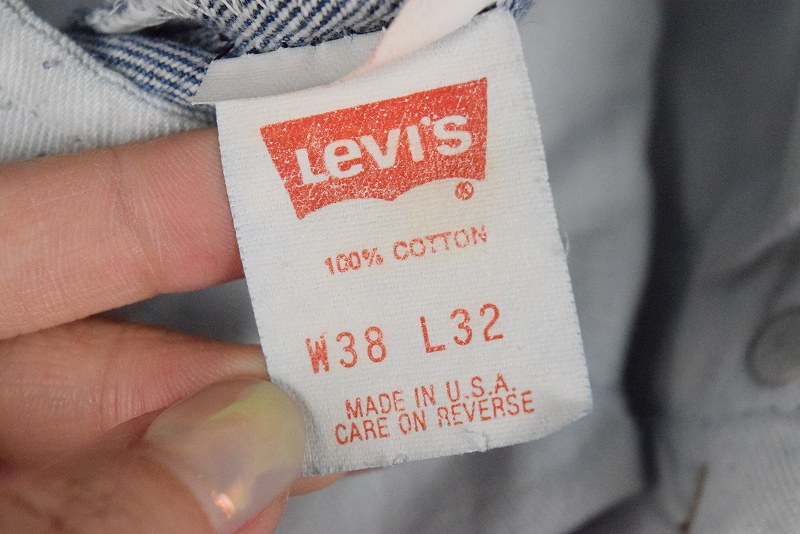 Levi's ®
100% COTTON
W38 L32
MADE IN U.S.A.
CARE ON REVERSE